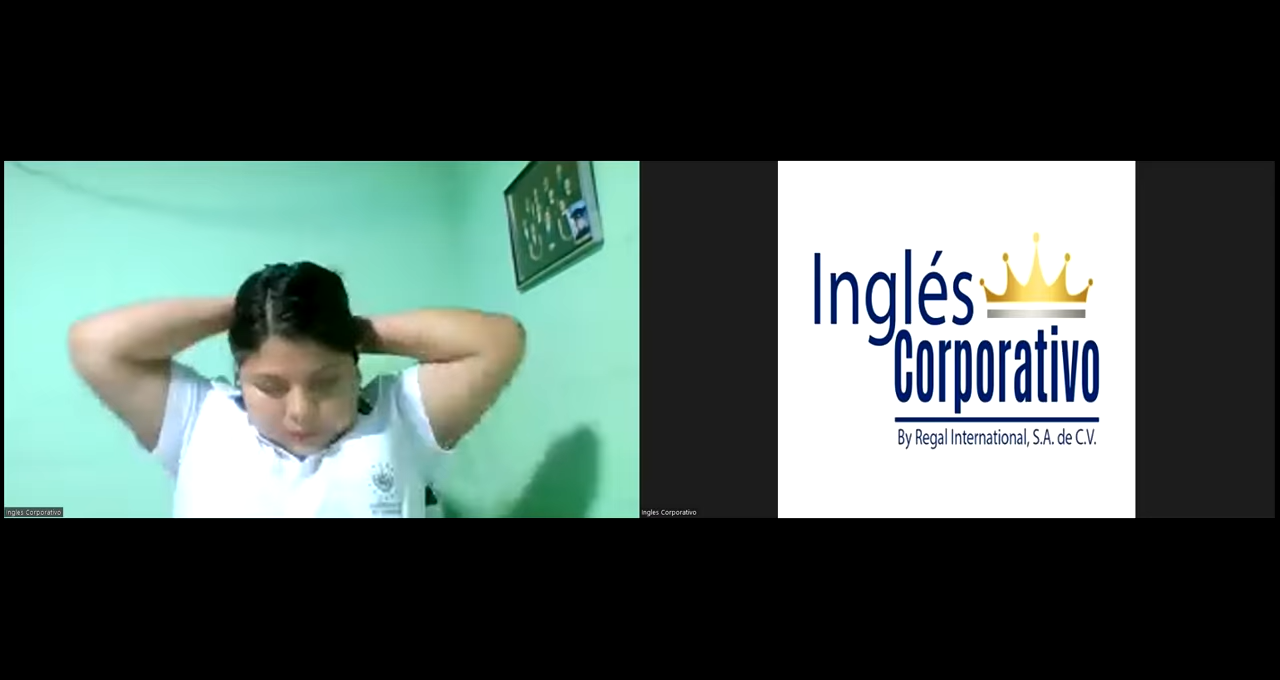 Inglés
Corporativo
By Regal International, S.A. de C.V.
Ingles Corporativo
Ingles Corporativo